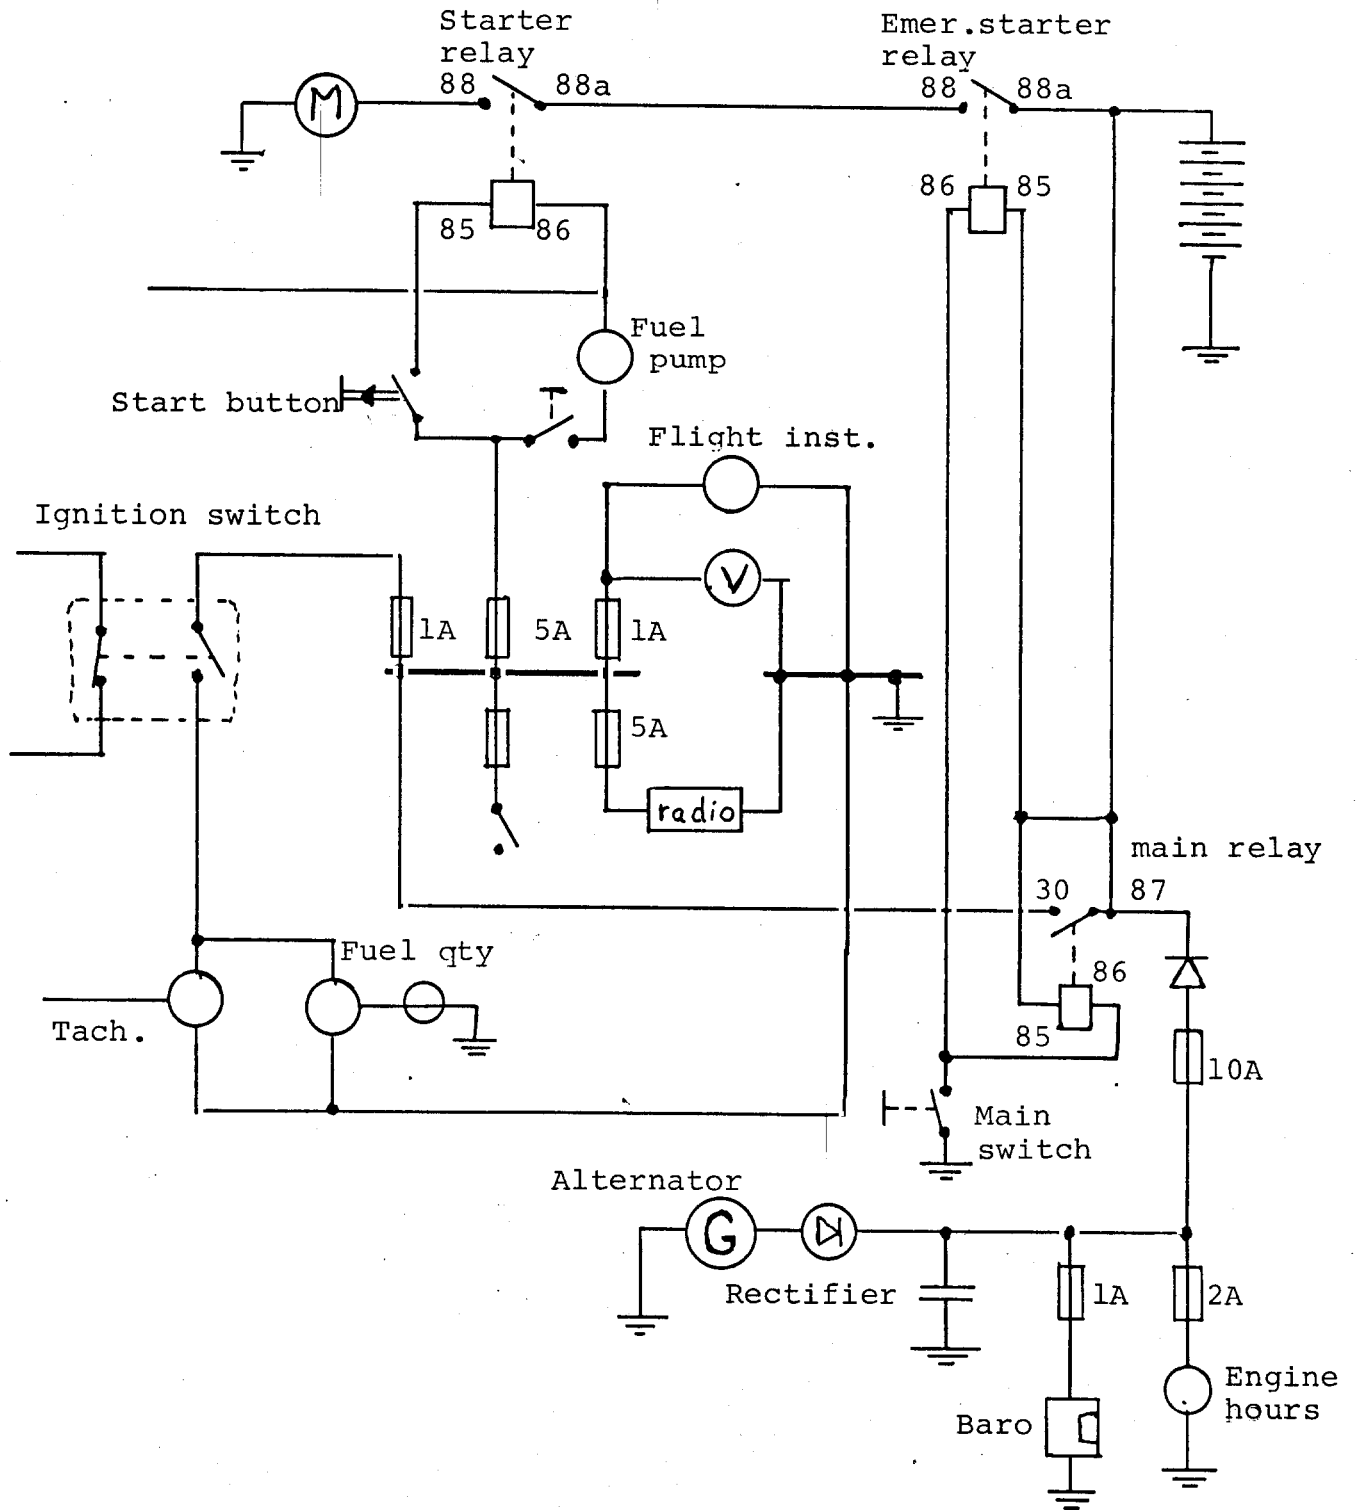 Starter
relay
Emer.starter
relay
88
88a
88
88a
M
85
86
86
85
Fuel
pump
Start button
Flight inst.
Ignition switch
V
1A
5A
1A
5A
radio
main relay
30
87
Fuel qty
86
85
Tach.
10A
Main
switch
Alternator
G
Rectifier
1A
2A
Engine
hours
Baro